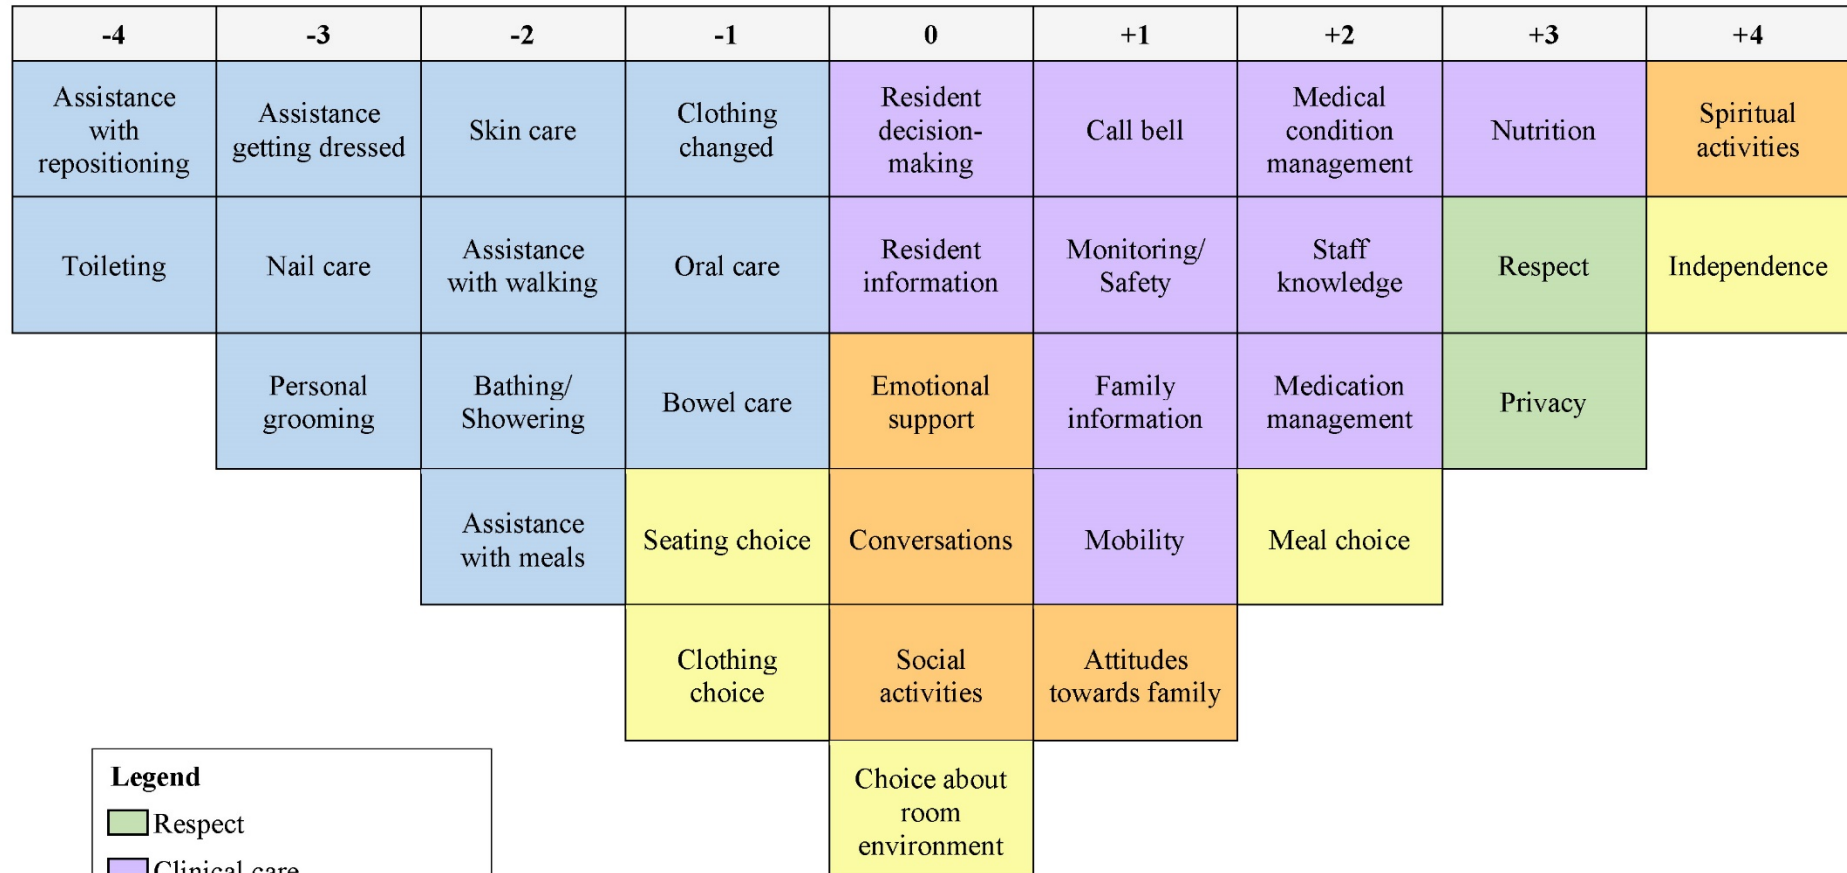 -4 -3 -2 -1 0 +1 +2 +3 +4
Assistance
with
repositioning
Assistance
getting dressed
Skin care
Clothing
changed
Resident
decision-
making
Call bell
Medical
condition
management
Nutrition
Spiritual
activities
Toileting
Nail care
Assistance
with walking
Oral care
Resident
information
Monitoring/
Safety
Staff
knowledge
Respect
Independence
Personal
grooming
Bathing/
Showering
Bowel care
Emotional
support
Family
information
Medication
management
Privacy
Assistance
with meals
Seating choice
Conversations
Mobility
Meal choice
Clothing
choice
Social
activities
Attitudes
towards family
Choice about
room
environment
Legend
Respect
Clinical care